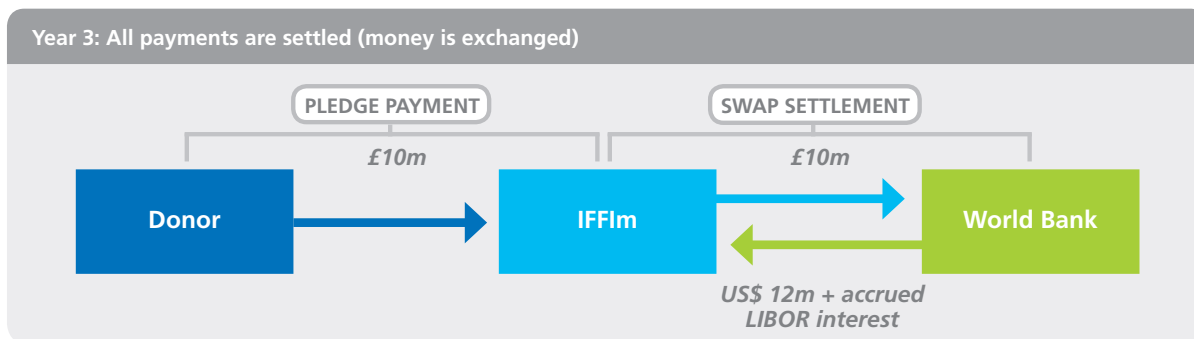 Year 3: All payments are settled (money is exchanged)
PLEDGE PAYMENT
SWAP SETTLEMENT
£10m
£10m
Donor
IFFIm
World Bank
US$ 12m + accrued
LIBOR interest